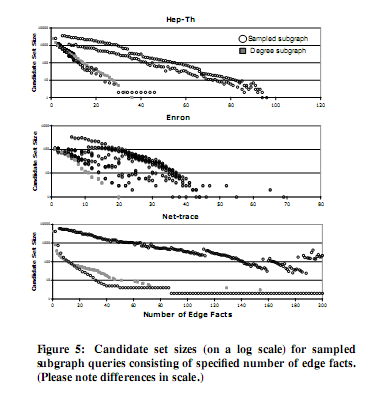 Hep-Th
Candidate Set Size
Sampled subgraph
Degree subgraph
0 20 40 60 80 100 120
Enron
Candidate Set Size
0 10 20 30 40 50 60 70 80
Net-trace
Candidate Set Size
0 20 40 60 80 100 120 140 160 180 200
Number of Edge Facts
Figure 5: Candidate set sizes (on a log scale) for sampled
subgraph queries consisting of specified number of edge facts.
(Please note differences in scale.)